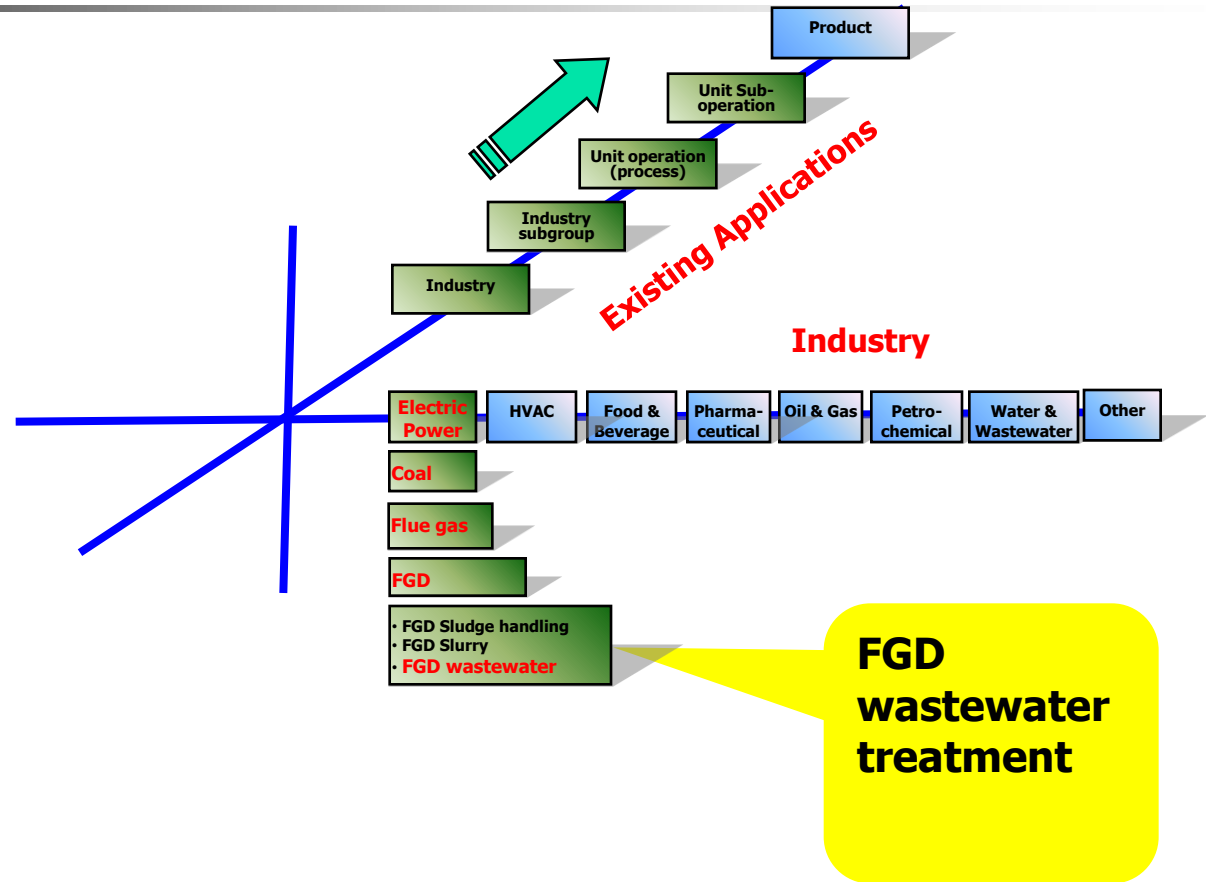 Product
Unit Sub-
operation
Unit operation
(process)
Industry
subgroup
Industry
Existing Applications
Industry
Electric
Power
HVAC
Food &
Beverage
Pharma-
ceutical
Oil & Gas
Petro-
chemical
Water &
Wastewater
Other
Coal
Flue gas
FGD
• FGD Sludge handling
• FGD Slurry
• FGD wastewater
FGD
wastewater
treatment